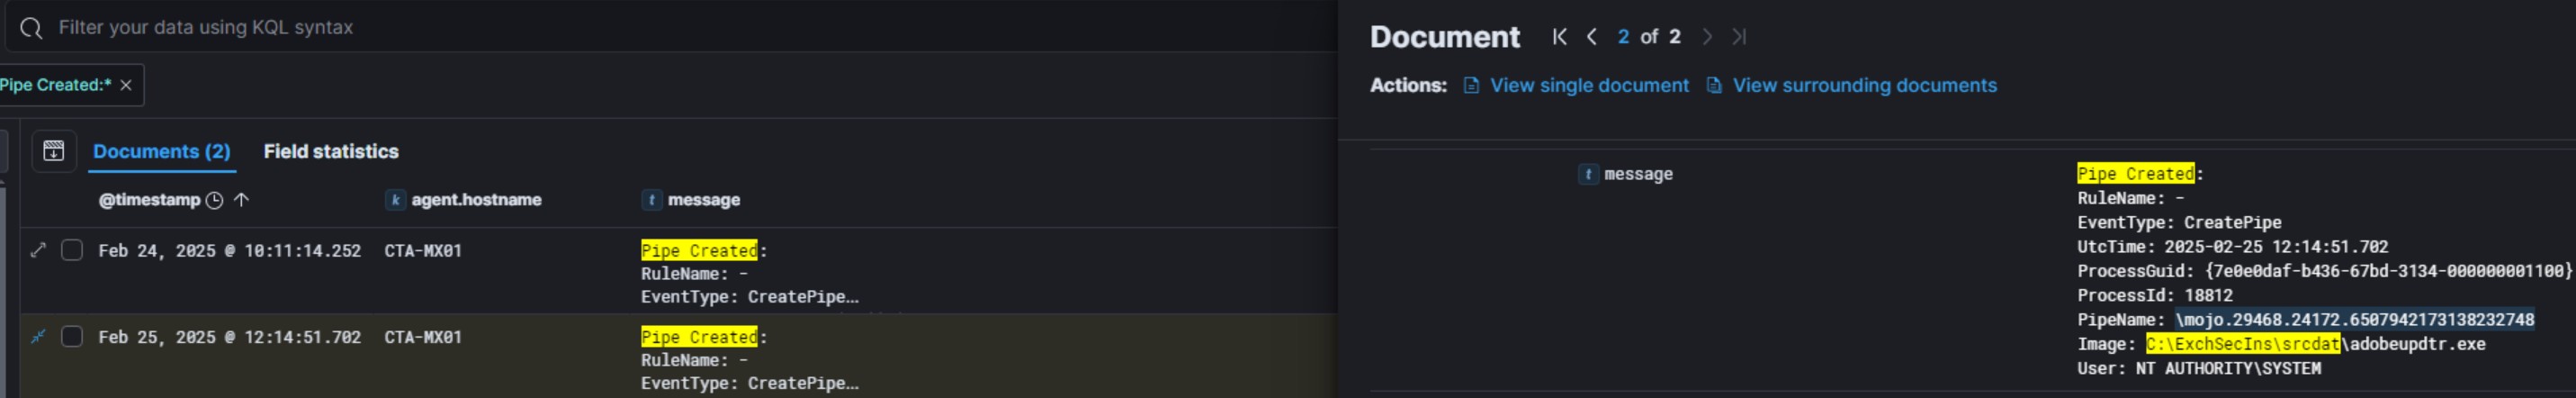 Filter your data using KQL syntax
Pipe Created:* ×
Documents (2) Field statistics
@timestamp ↑ k agent.hostname t message
Feb 24, 2025 @ 10:11:14.252 CTA-MX01 Pipe Created:
RuleName: -
EventType: CreatePipe...
Feb 25, 2025 @ 12:14:51.702 CTA-MX01 Pipe Created:
RuleName: -
EventType: CreatePipe...
Document 2 of 2
Actions: View single document View surrounding documents
t message Pipe Created:
RuleName: -
EventType: CreatePipe
UtcTime: 2025-02-25 12:14:51.702
ProcessGuid: {7e0e0daf-b436-67bd-3134-000000001100}
ProcessId: 18812
PipeName: \mojo.29468.24172.6507942173138232748
Image: C:\ExchSecIns\srcdat\adobeupdtr.exe
User: NT AUTHORITY\SYSTEM